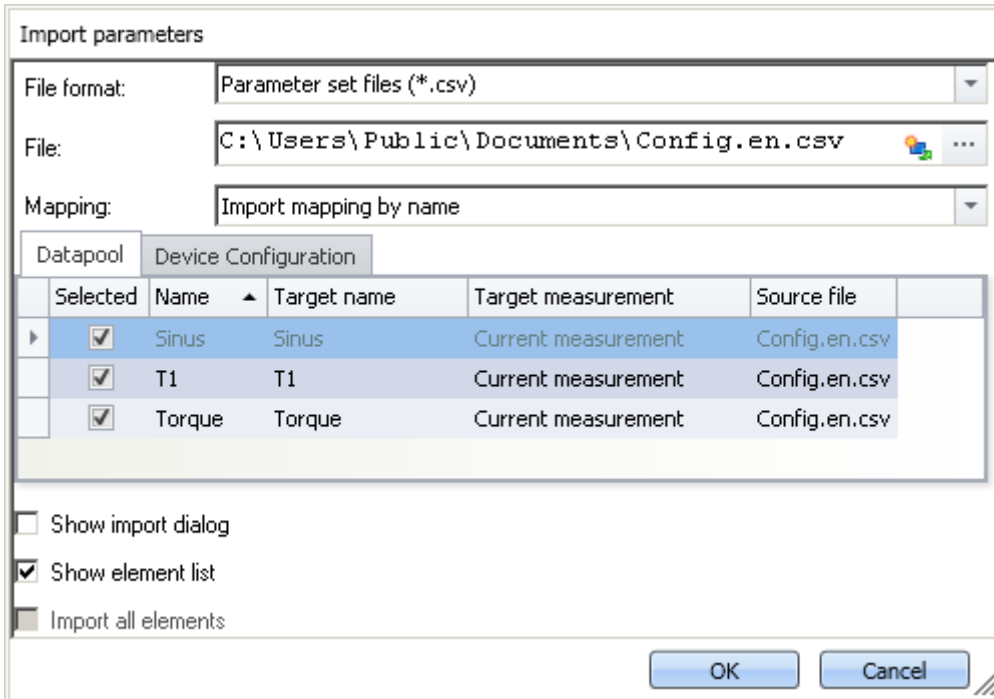 Import parameters
File format: Parameter set files (*.csv)
File: C:\Users\Public\Documents\Config.en.csv ...
Mapping: Import mapping by name
Datapool Device Configuration
Selected Name Target name Target measurement Source file
Sinus Sinus Current measurement Config.en.csv
T1 T1 Current measurement Config.en.csv
Torque Torque Current measurement Config.en.csv
Show import dialog
Show element list
Import all elements
OK Cancel